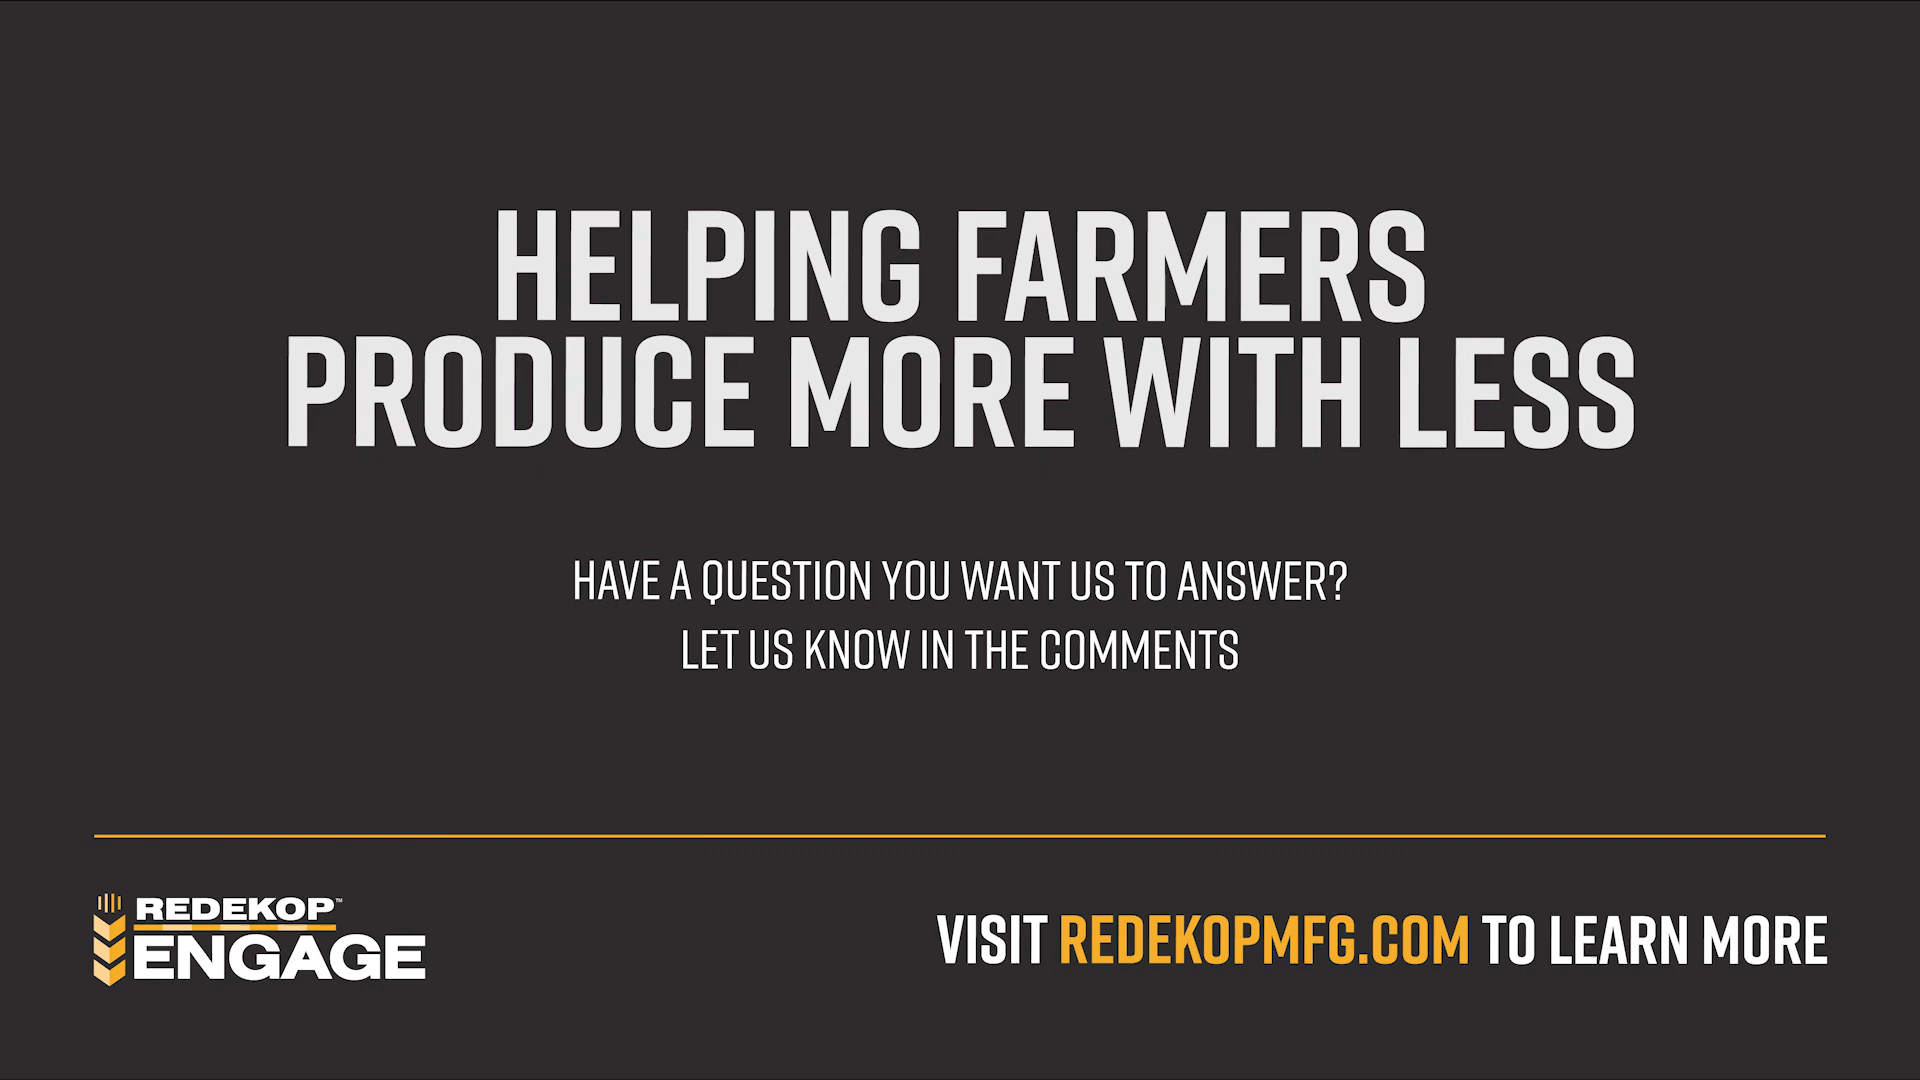 HELPING FARMERS
PRODUCE MORE WITH LESS
HAVE A QUESTION YOU WANT US TO ANSWER?
LET US KNOW IN THE COMMENTS
REDEKOP™
ENGAGE
VISIT REDEKOPMFG.COM TO LEARN MORE